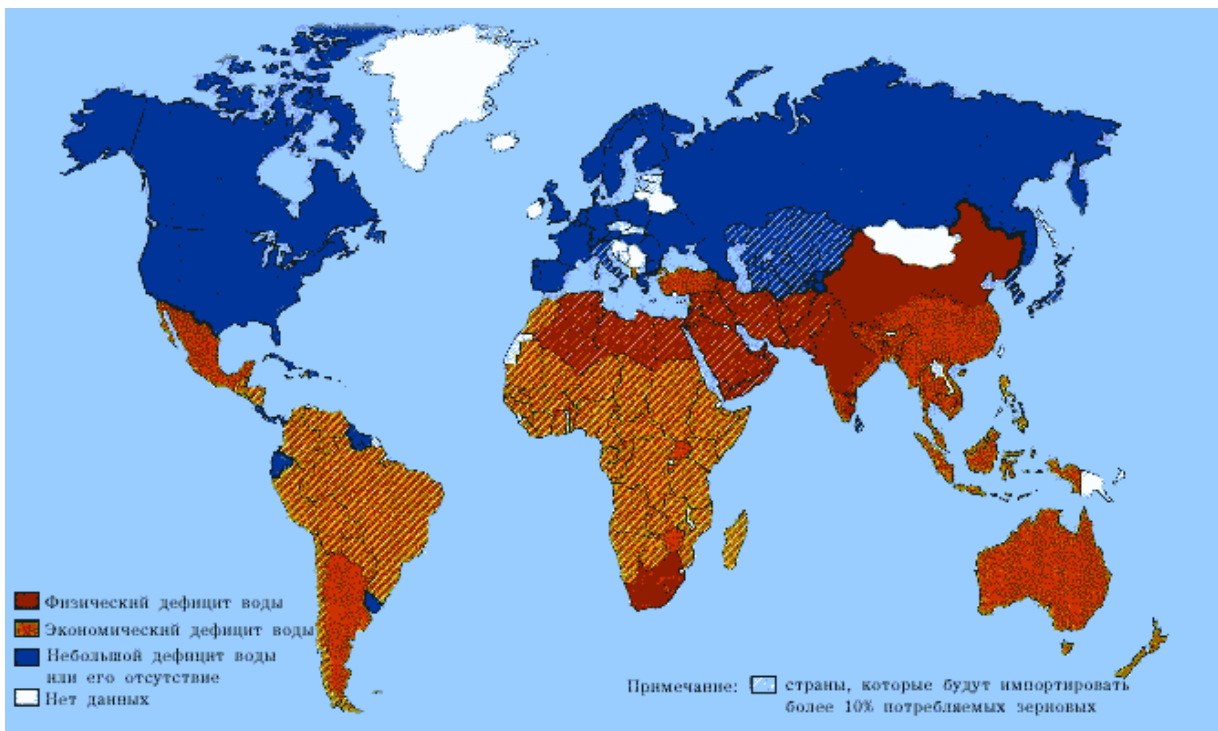 Физический дефицит воды
Экономический дефицит воды
Небольшой дефицит воды
или его отсутствие
Нет данных
Примечание: страны, которые будут импортировать
более 10% потребляемых зерновых